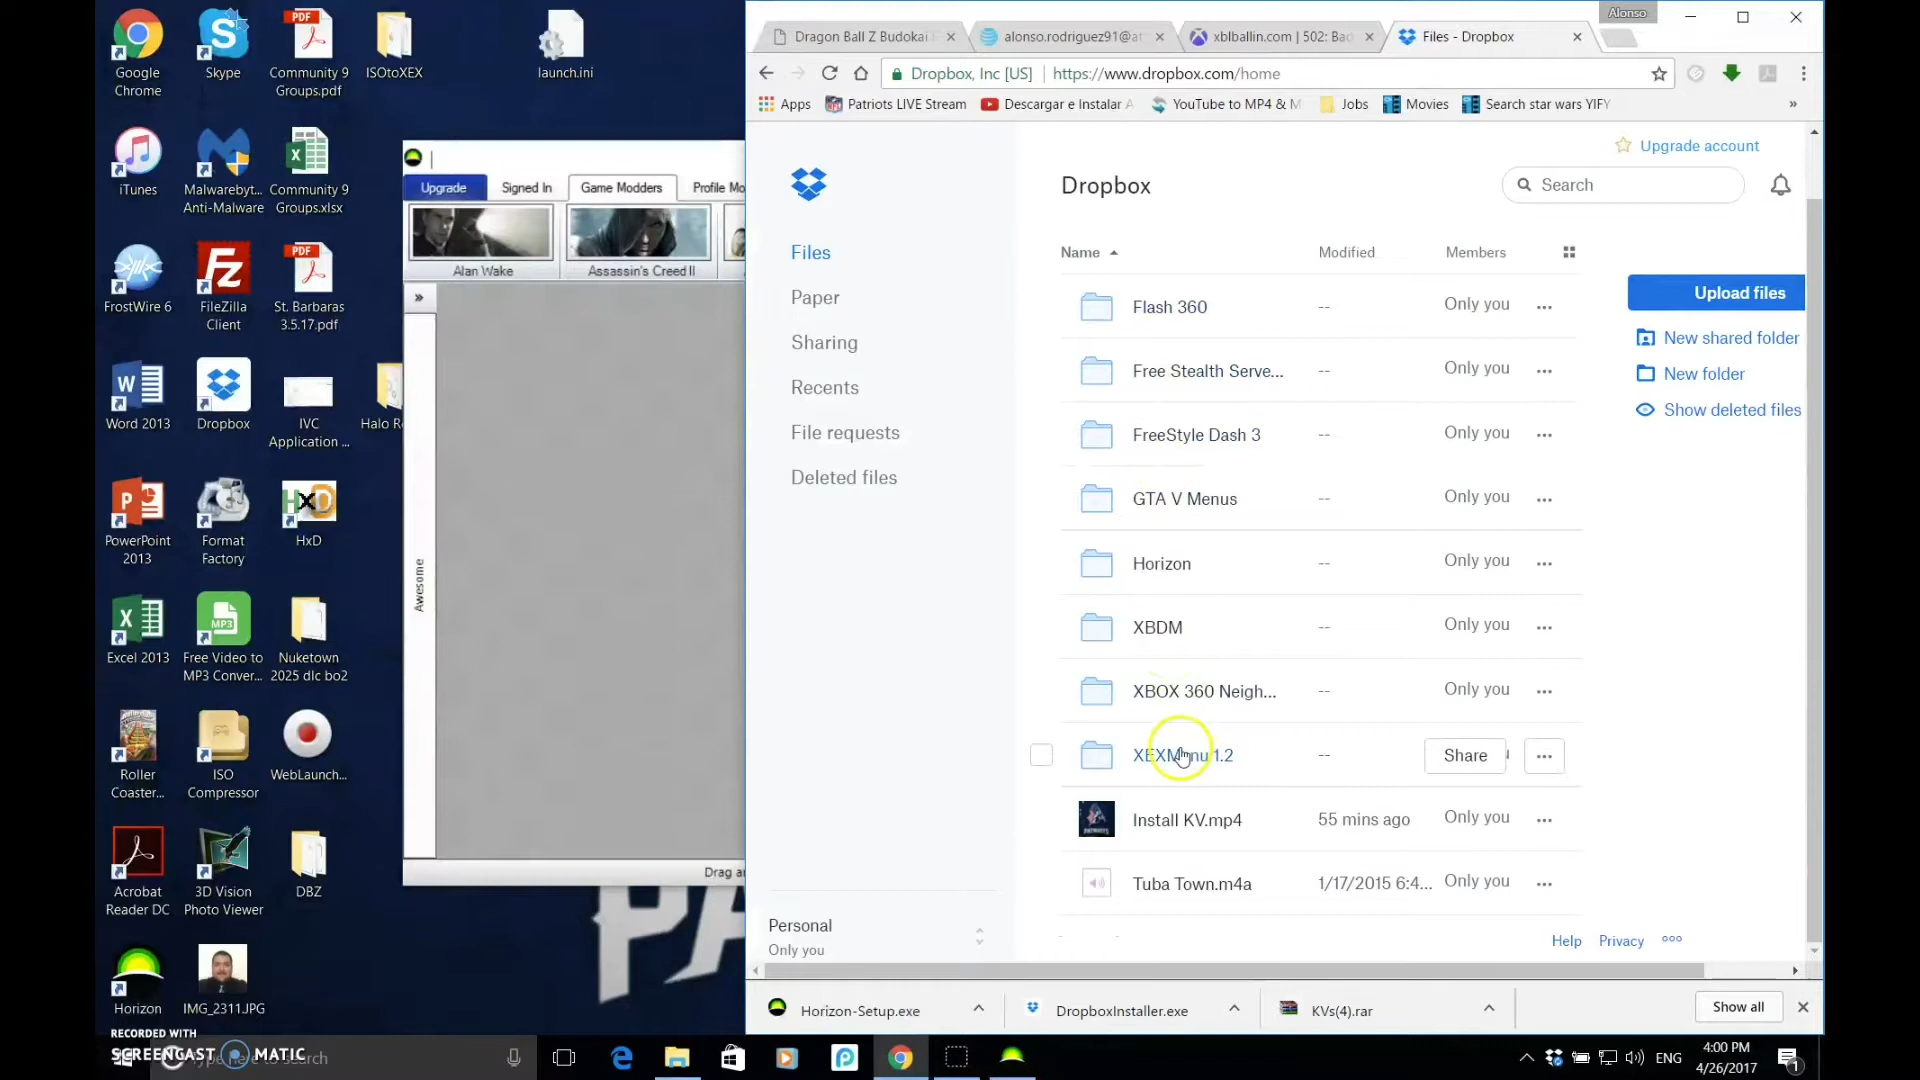 Google
Chrome
Skype
Community 9
Groups.pdf
ISOtoXEX
launch.ini
iTunes
Malwarebyt...
Anti-Malware
Community 9
Groups.xlsx
FrostWire 6
FileZilla
Client
St. Barbaras
3.5.17.pdf
Word 2013
Dropbox
IVC
Application ...
PowerPoint
2013
Format
Factory
HxD
Excel 2013
Free Video to
MP3 Conver...
Nuketown
2025 dlc bo2
Roller
Coaster...
ISO
Compressor
WebLaunch...
Acrobat
Reader DC
3D Vision
Photo Viewer
DBZ
Horizon
IMG_2311.JPG
Upgrade
Signed In
Game Modders
Alan Wake
Assassin's Creed II
Awesome
Alonso
Dragon Ball Z Budokai
alonso.rodriguez91@at
xblballin.com | 502: Bad
Files - Dropbox
Dropbox, Inc [US]
https://www.dropbox.com/home
Apps
Patriots LIVE Stream
Descargar e Instalar A
YouTube to MP4 & M
Jobs
Movies
Search star wars YIFY
»
Upgrade account
Dropbox
Search
Files
Paper
Sharing
Recents
File requests
Deleted files
Name
Modified
Members
Flash 360 -- Only you
Free Stealth Serve... -- Only you
FreeStyle Dash 3 -- Only you
GTA V Menus -- Only you
Horizon -- Only you
XBDM -- Only you
XBOX 360 Neigh... -- Only you
XEXMenu 1.2 -- Share
Install KV.mp4 55 mins ago Only you
Tuba Town.m4a 1/17/2015 6:4... Only you
Upload files
New shared folder
New folder
Show deleted files
Personal
Only you
Help
Privacy
Horizon-Setup.exe
DropboxInstaller.exe
KVs(4).rar
Show all
RECORDED WITH
SCREENCAST MATIC
search
ENG
4:00 PM
4/26/2017
1